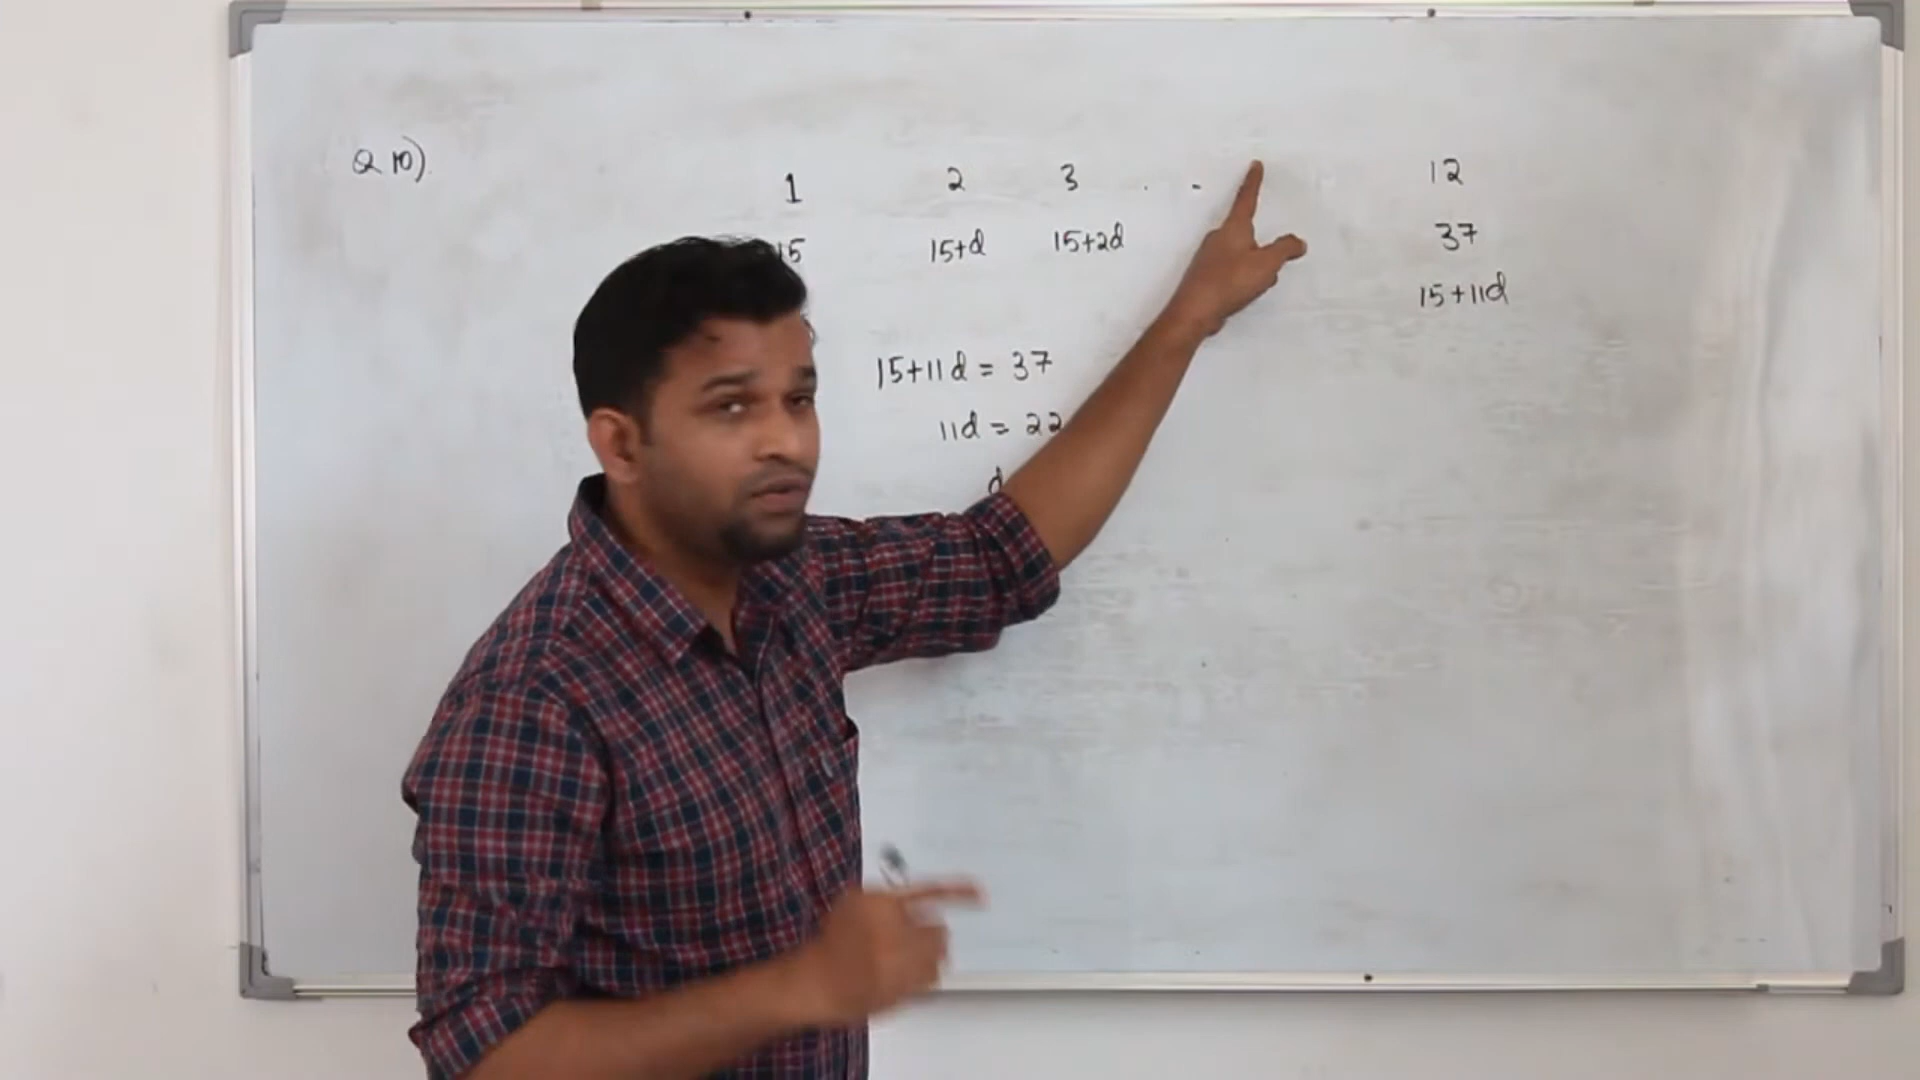 Q 10).
1 2 3 . - 12
15 15+d 15+2d 37
15+11d
15+11d = 37
11d = 22
d